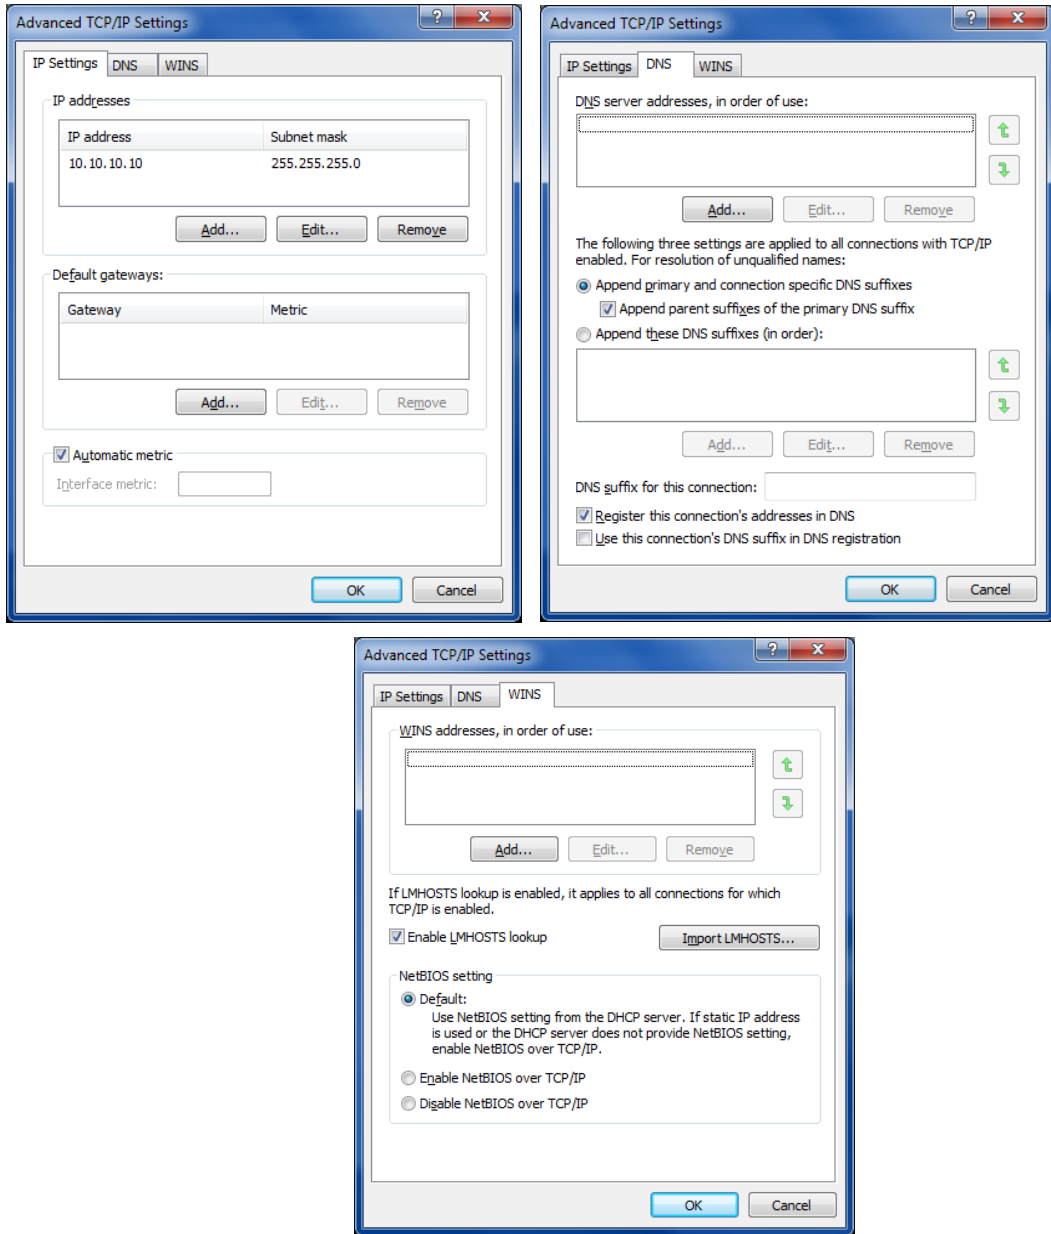 Advanced TCP/IP Settings
?
X
IP Settings
DNS
WINS
IP addresses
IP address
Subnet mask
10.10.10.10
255.255.255.0
Add...
Edit...
Remove
Default gateways:
Gateway
Metric
Add...
Edit...
Remove
Automatic metric
Interface metric:
OK
Cancel
Advanced TCP/IP Settings
?
X
IP Settings
DNS
WINS
DNS server addresses, in order of use:
Add...
Edit...
Remove
The following three settings are applied to all connections with TCP/IP
enabled. For resolution of unqualified names:
Append primary and connection specific DNS suffixes
Append parent suffixes of the primary DNS suffix
Append these DNS suffixes (in order):
Add...
Edit...
Remove
DNS suffix for this connection:
Register this connection's addresses in DNS
Use this connection's DNS suffix in DNS registration
OK
Cancel
Advanced TCP/IP Settings
?
X
IP Settings
DNS
WINS
WINS addresses, in order of use:
Add...
Edit...
Remove
If LMHOSTS lookup is enabled, it applies to all connections for which
TCP/IP is enabled.
Enable LMHOSTS lookup
Import LMHOSTS...
NetBIOS setting
Default:
Use NetBIOS setting from the DHCP server. If static IP address
is used or the DHCP server does not provide NetBIOS setting,
enable NetBIOS over TCP/IP.
Enable NetBIOS over TCP/IP
Disable NetBIOS over TCP/IP
OK
Cancel